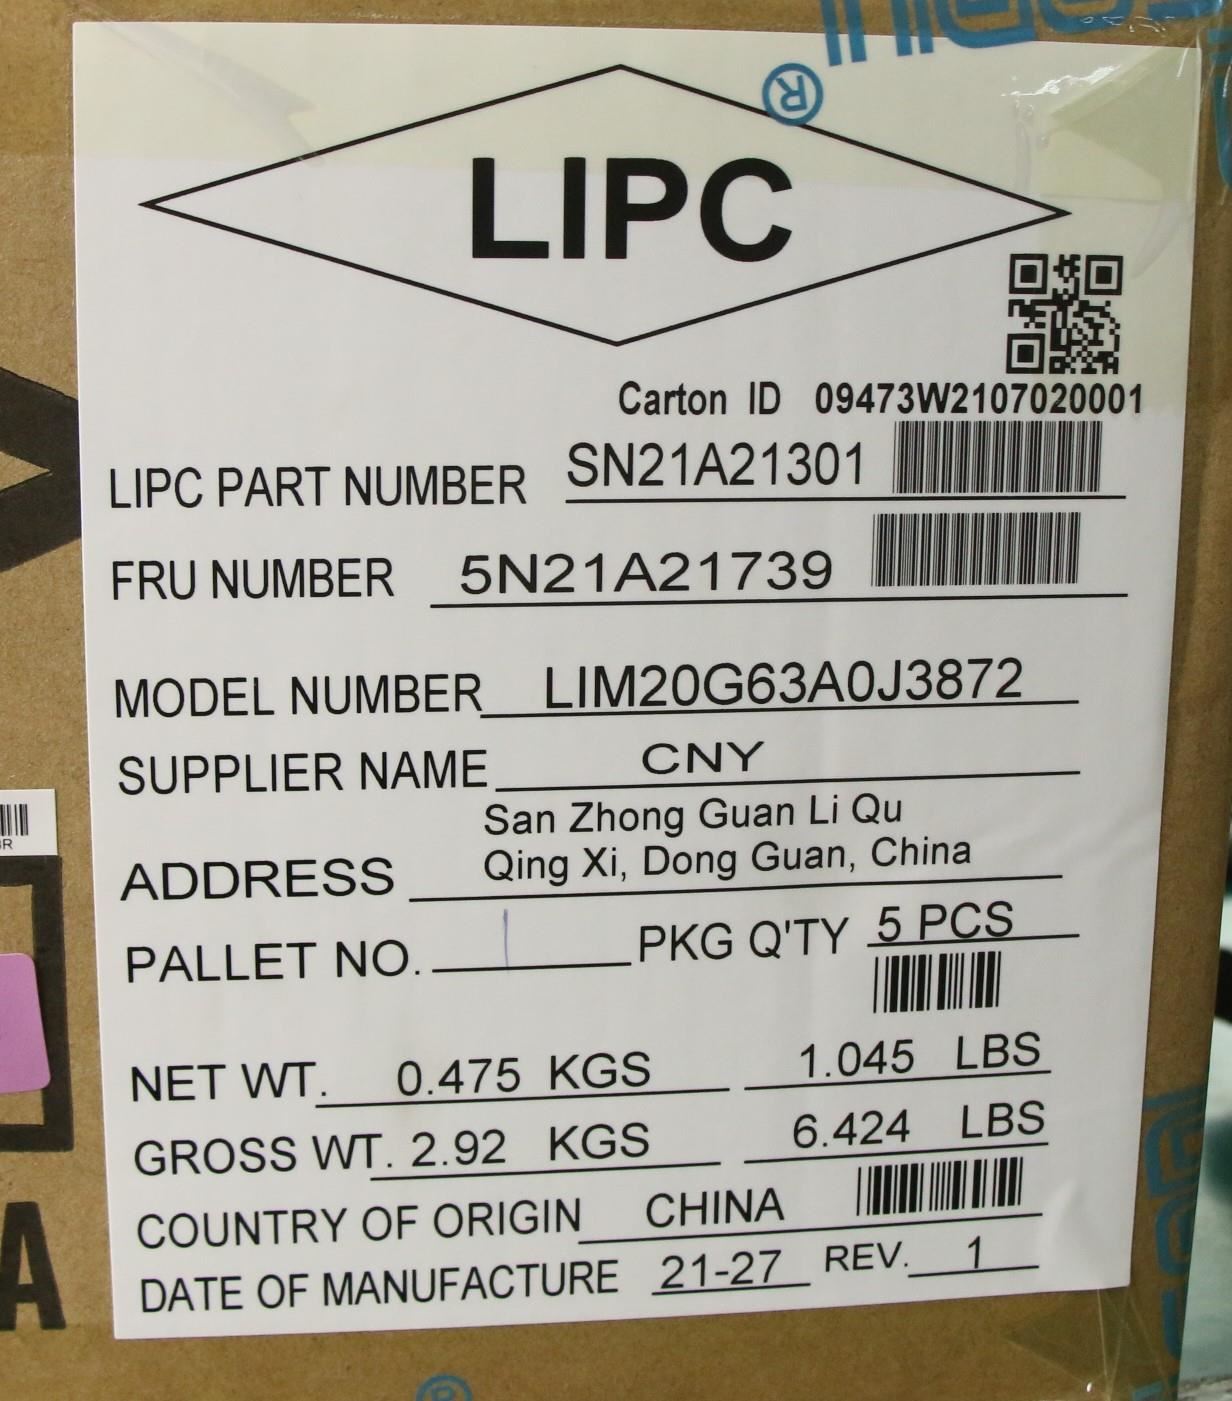 ®
LIPC
Carton ID 09473W2107020001
LIPC PART NUMBER SN21A21301
FRU NUMBER 5N21A21739
MODEL NUMBER LIM20G63A0J3872
SUPPLIER NAME CNY
San Zhong Guan Li Qu
ADDRESS Qing Xi, Dong Guan, China
PALLET NO. 1 PKG Q'TY 5 PCS
NET WT. 0.475 KGS 1.045 LBS
GROSS WT. 2.92 KGS 6.424 LBS
COUNTRY OF ORIGIN CHINA
DATE OF MANUFACTURE 21-27 REV. 1
A
®